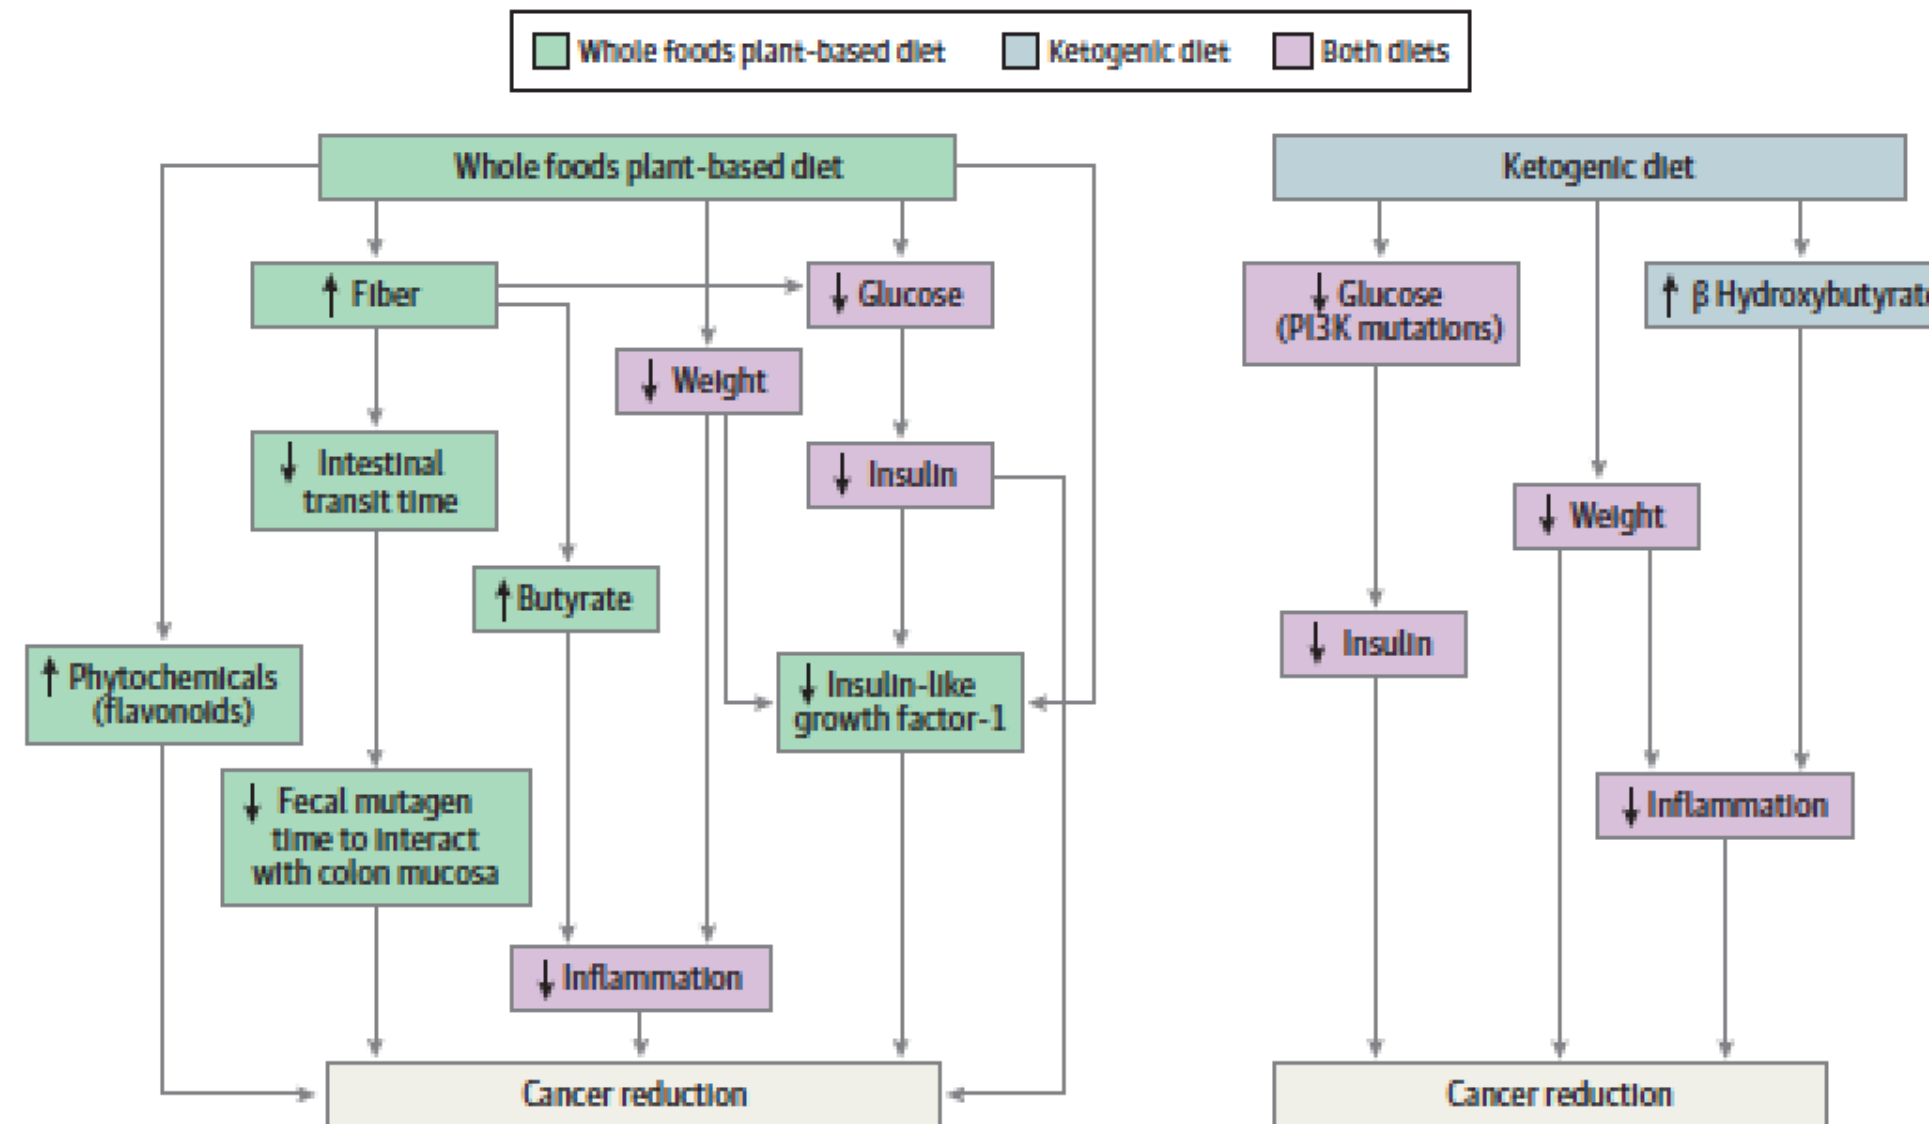 Whole foods plant-based diet
Ketogenic diet
Both diets
Whole foods plant-based diet
↑ Fiber
↓ Glucose
↓ Weight
↓ Intestinal
transit time
↓ Insulin
↑ Butyrate
↑ Phytochemicals
(flavonoids)
↓ Insulin-like
growth factor-1
↓ Fecal mutagen
time to interact
with colon mucosa
↓ Inflammation
Cancer reduction
Ketogenic diet
↓ Glucose
(PI3K mutations)
↑ β Hydroxybutyrate
↓ Weight
↓ Insulin
↓ Inflammation
Cancer reduction